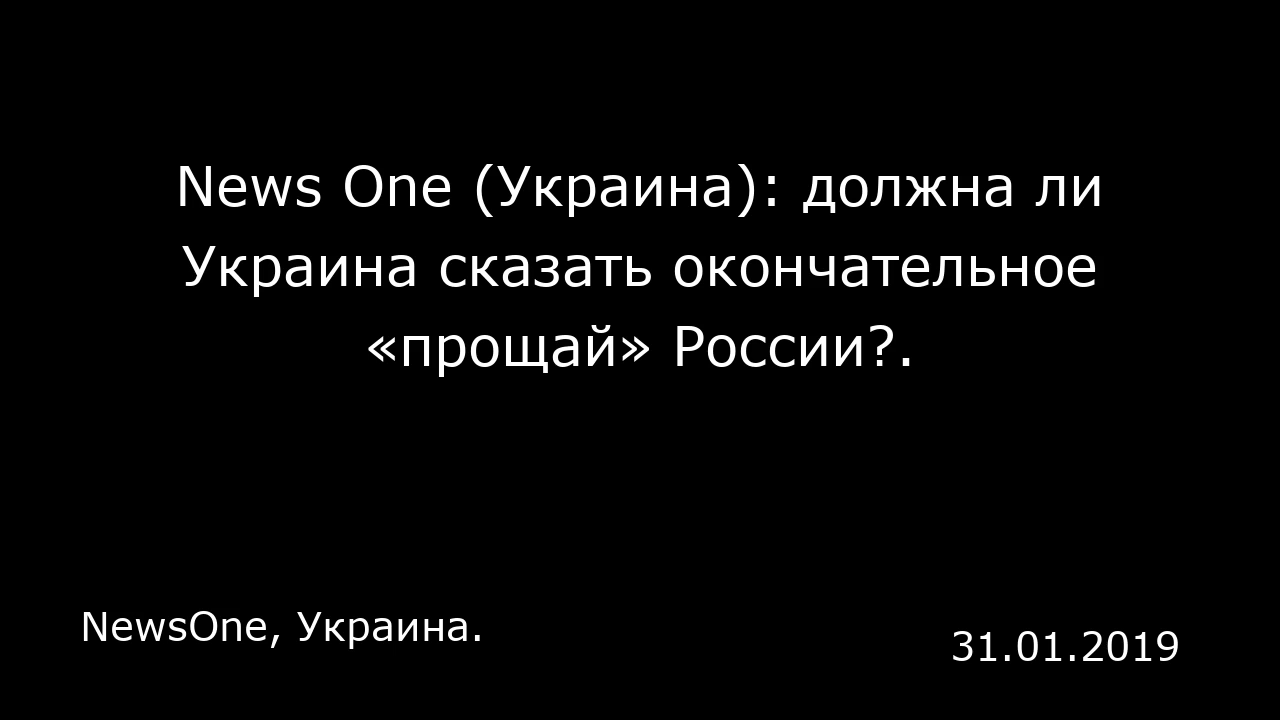 News One (Украина): должна ли
Украина сказать окончательное
«прощай» России?.
NewsOne, Украина.
31.01.2019